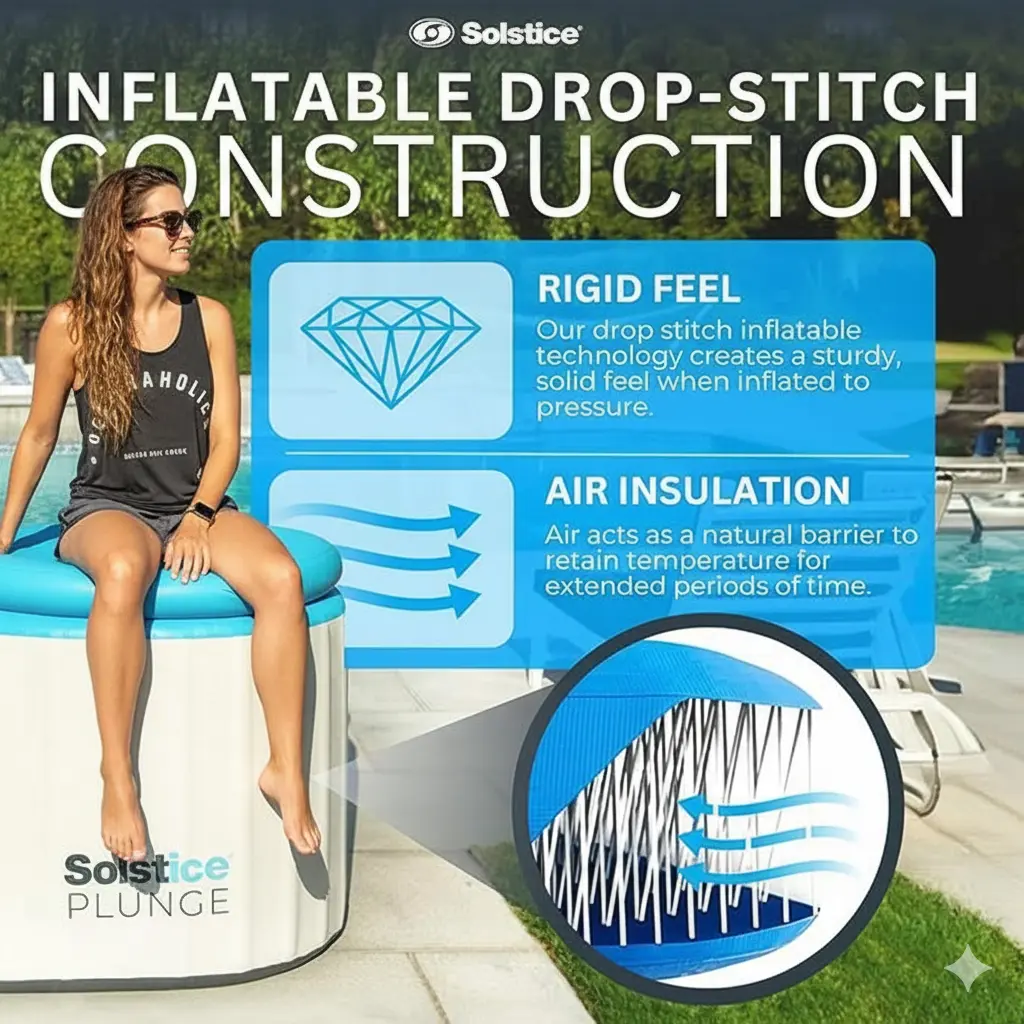 Solstice
INFLATABLE DROP-STITCH
CONSTRUCTION
RIGID FEEL
Our drop stitch inflatable
technology creates a sturdy,
solid feel when inflated to
pressure.
AIR INSULATION
Air acts as a natural barrier to
retain temperature for
extended periods of time.
Solstice
PLUNGE